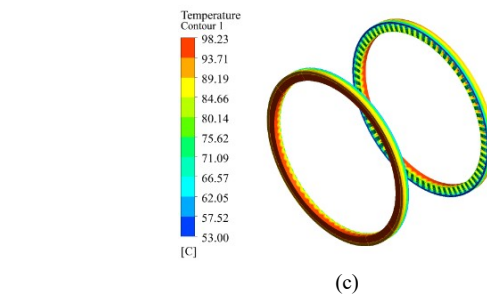 Temperature
Contour 1
98.23
93.71
89.19
84.66
80.14
75.62
71.09
66.57
62.05
57.52
53.00
[C]
(c)